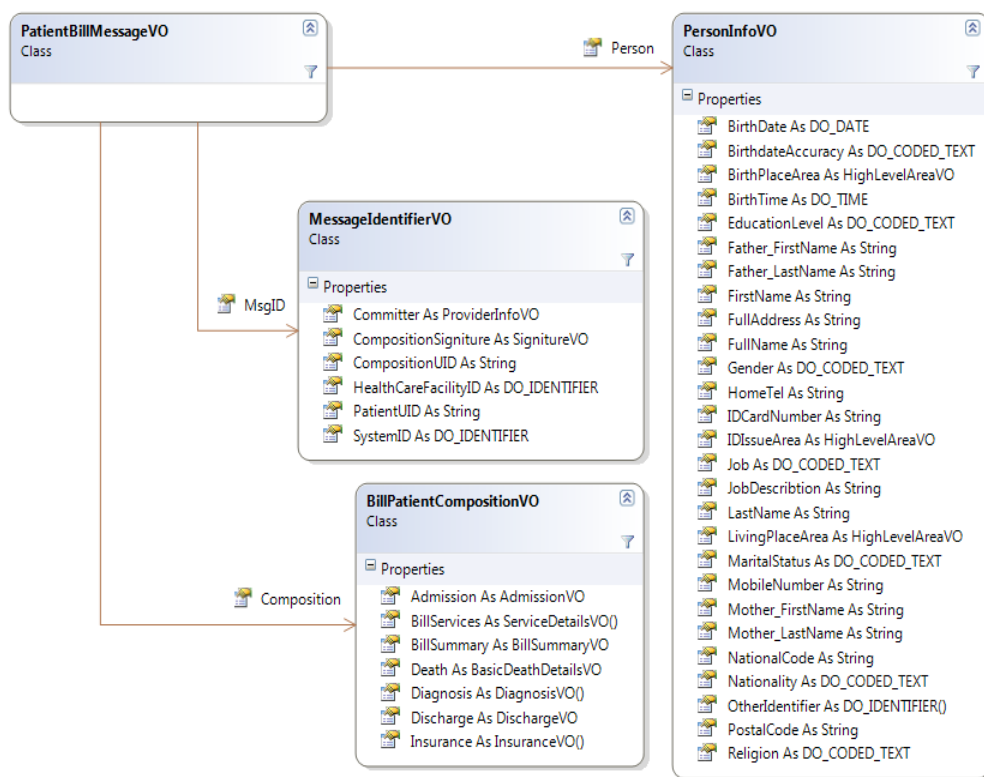 PatientBillMessageVO
Class
Person
MsgID
Composition
MessageIdentifierVO
Class
Properties
Committer As ProviderInfoVO
CompositionSigniture As SignitureVO
CompositionUID As String
HealthCareFacilityID As DO_IDENTIFIER
PatientUID As String
SystemID As DO_IDENTIFIER
BillPatientCompositionVO
Class
Properties
Admission As AdmissionVO
BillServices As ServiceDetailsVO()
BillSummary As BillSummaryVO
Death As BasicDeathDetailsVO
Diagnosis As DiagnosisVO()
Discharge As DischargeVO
Insurance As InsuranceVO()
PersonInfoVO
Class
Properties
BirthDate As DO_DATE
BirthdateAccuracy As DO_CODED_TEXT
BirthPlaceArea As HighLevelAreaVO
BirthTime As DO_TIME
EducationLevel As DO_CODED_TEXT
Father_FirstName As String
Father_LastName As String
FirstName As String
FullAddress As String
FullName As String
Gender As DO_CODED_TEXT
HomeTel As String
IDCardNumber As String
IDIssueArea As HighLevelAreaVO
Job As DO_CODED_TEXT
JobDescribtion As String
LastName As String
LivingPlaceArea As HighLevelAreaVO
MaritalStatus As DO_CODED_TEXT
MobileNumber As String
Mother_FirstName As String
Mother_LastName As String
NationalCode As String
Nationality As DO_CODED_TEXT
OtherIdentifier As DO_IDENTIFIER()
PostalCode As String
Religion As DO_CODED_TEXT